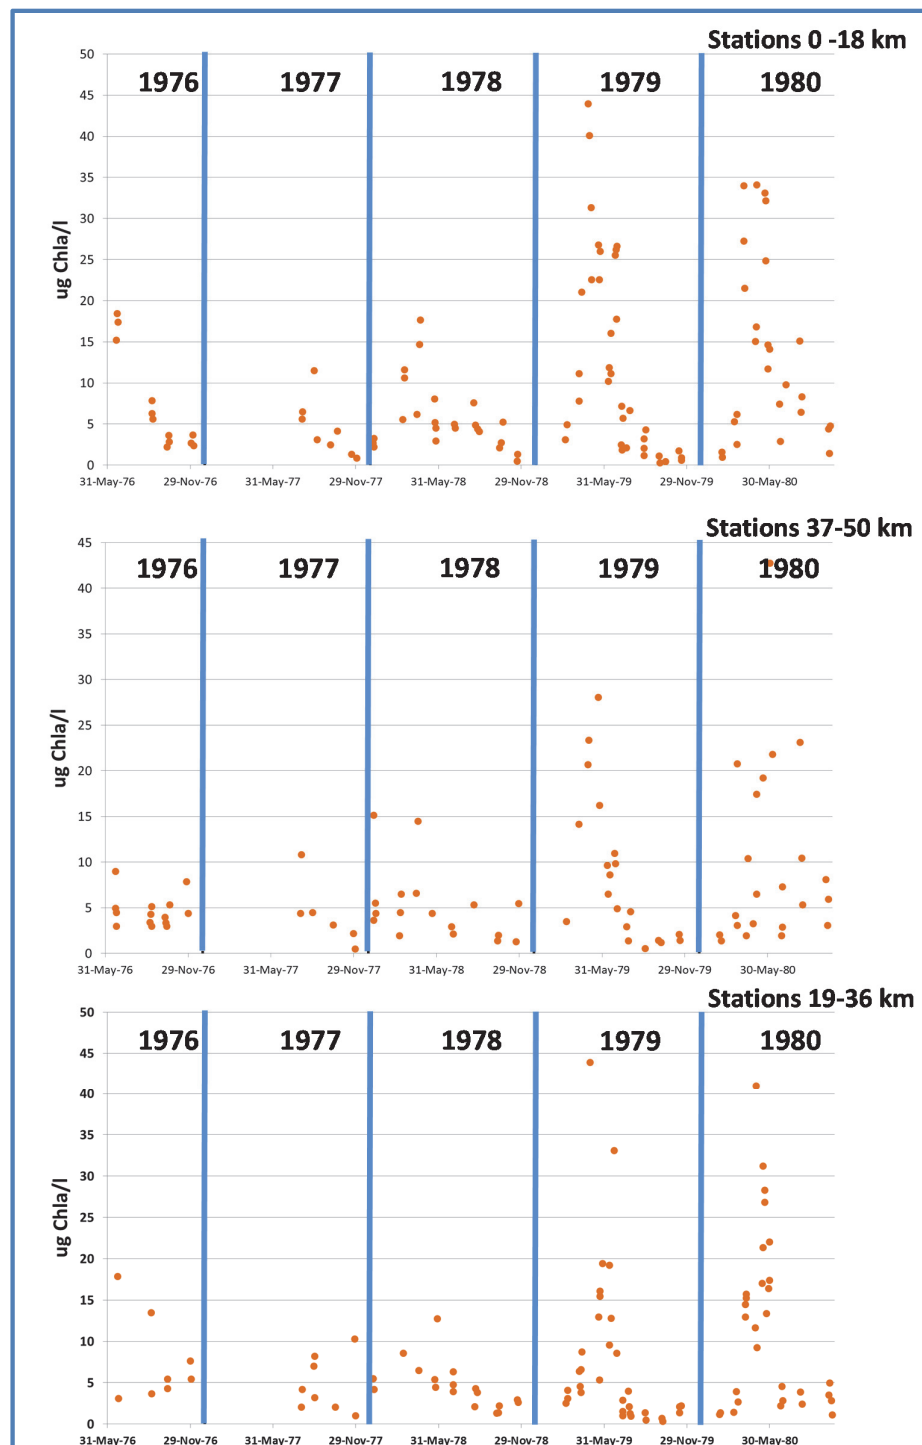 Stations 0 -18 km
50
1976 1977 1978 1979 1980
45
40
35
30
25
20
15
10
5
0
ug Chla/l
31-May-76 29-Nov-76 31-May-77 29-Nov-77 31-May-78 29-Nov-78 31-May-79 29-Nov-79 30-May-80
Stations 37-50 km
45
1976 1977 1978 1979 1980
40
35
30
25
20
15
10
5
0
ug Chla/l
31-May-76 29-Nov-76 31-May-77 29-Nov-77 31-May-78 29-Nov-78 31-May-79 29-Nov-79 30-May-80
Stations 19-36 km
50
1976 1977 1978 1979 1980
45
40
35
30
25
20
15
10
5
0
ug Chla/l
31-May-76 29-Nov-76 31-May-77 29-Nov-77 31-May-78 29-Nov-78 31-May-79 29-Nov-79 30-May-80